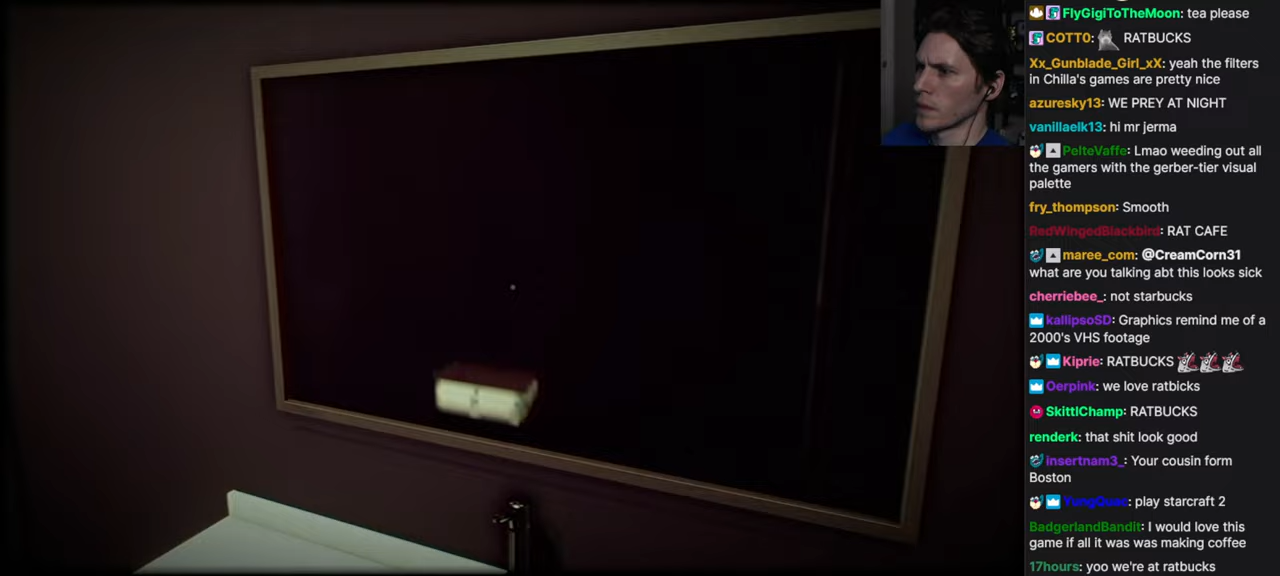 FlyGigiToTheMoon: tea please
COTTO: RATBUCKS
Xx_Gunblade_Girl_xX: yeah the filters
in Chilla's games are pretty nice
azuresky13: WE PREY AT NIGHT
vanillaelk13: hi mr jerma
PelteVaffe: Lmao weeding out all
the gamers with the gerber-tier visual
palette
fry_thompson: Smooth
RedWingedBlackbird: RAT CAFE
maree_com: @CreamCorn31
what are you talking abt this looks sick
cherriebee_: not starbucks
kallipsoSD: Graphics remind me of a
2000's VHS footage
Kiprie: RATBUCKS
Oerpink: we love ratbicks
SkittlChamp: RATBUCKS
renderk: that shit look good
insertnam3_: Your cousin form
Boston
YungQuac: play starcraft 2
BadgerlandBandit: I would love this
game if all it was was making coffee
17hours: yoo we're at ratbucks